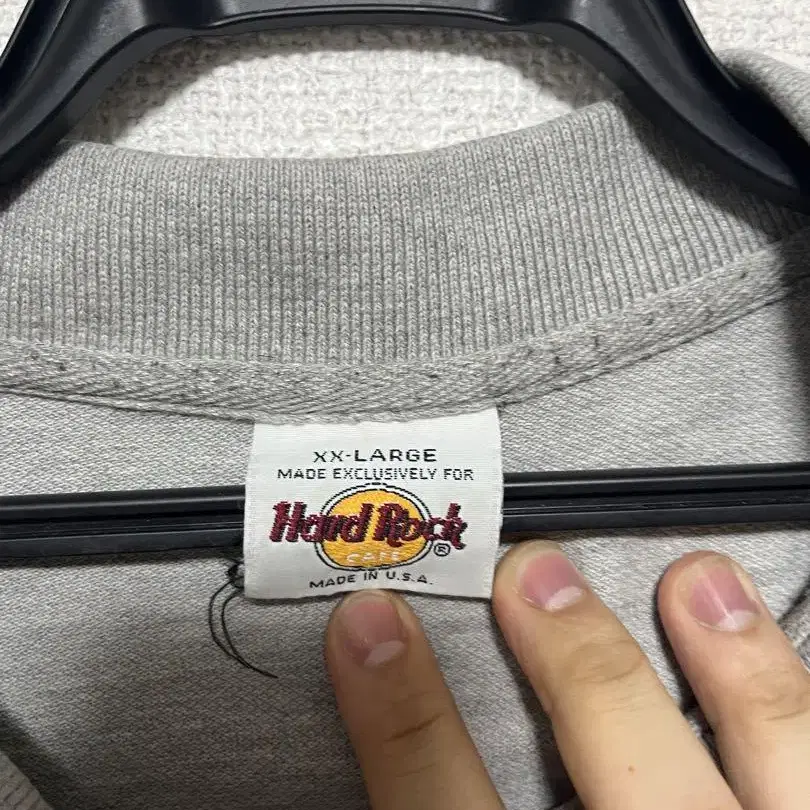 XX-LARGE
MADE EXCLUSIVELY FOR
Hard Rock
CAFE ®
MADE IN U.S.A.